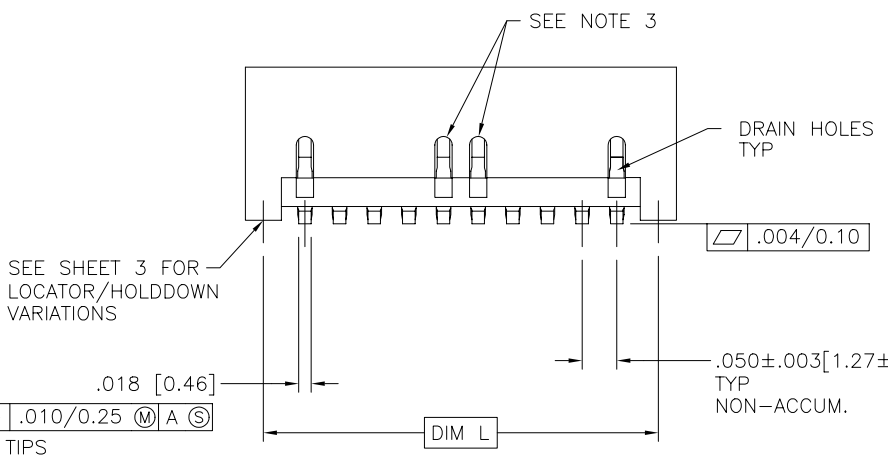 SEE NOTE 3
DRAIN HOLES
TYP
.004/0.10
SEE SHEET 3 FOR
LOCATOR/HOLDDOWN
VARIATIONS
.050±.003[1.27±
TYP
NON-ACCUM.
.018 [0.46]
.010/0.25 Ⓜ A Ⓢ
TIPS
DIM L